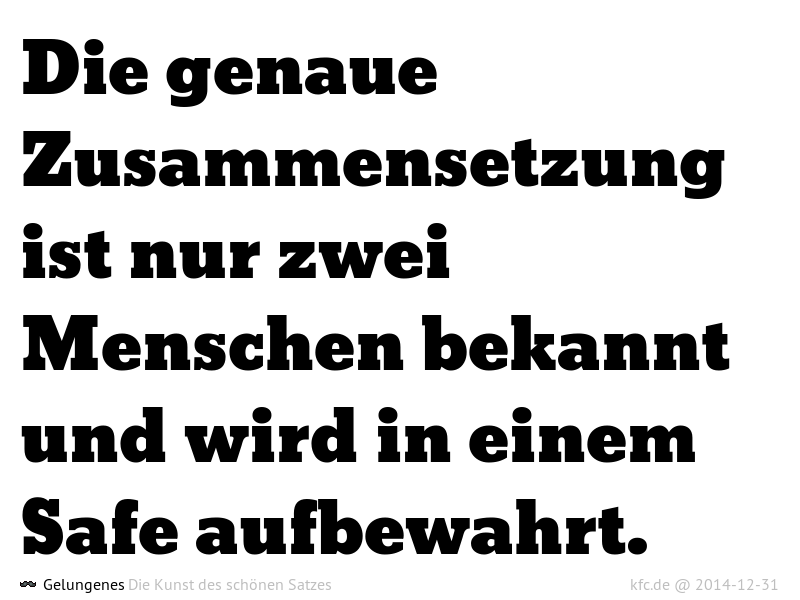 Die genaue
Zusammensetzung
ist nur zwei
Menschen bekannt
und wird in einem
Safe aufbewahrt.
Gelungenes Die Kunst des schönen Satzes
kfc.de @ 2014-12-31